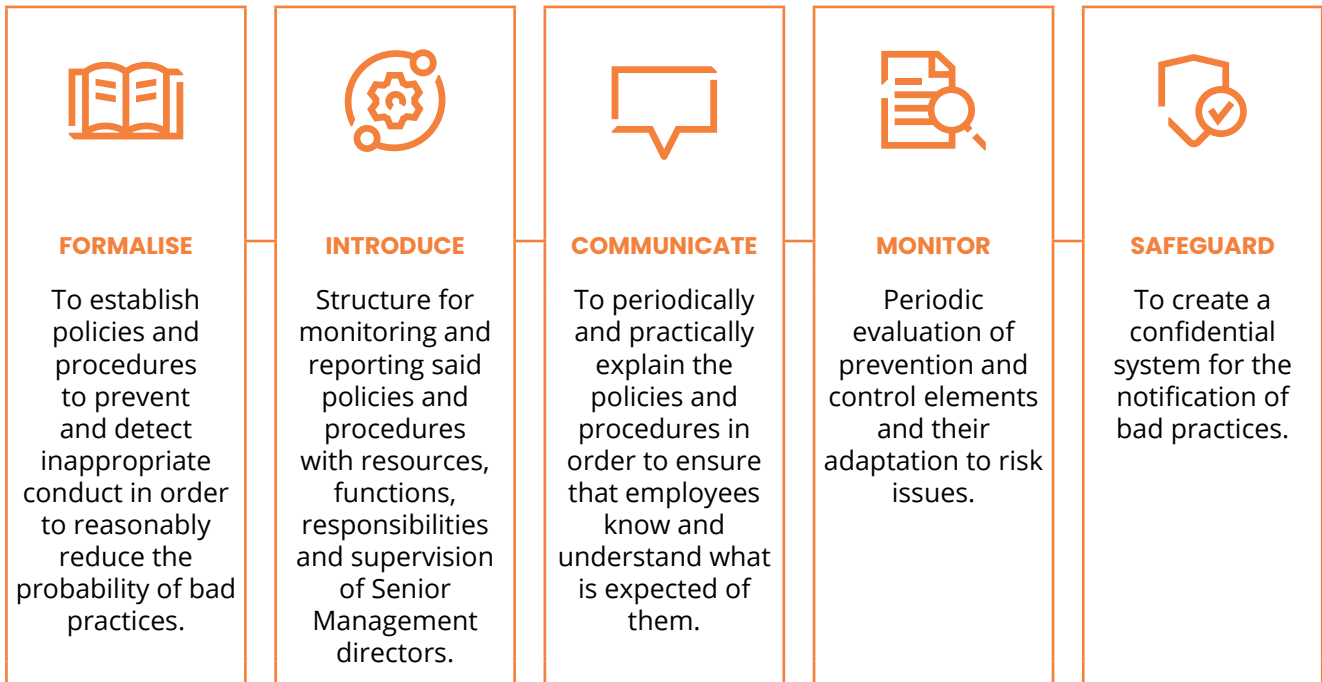 FORMALISE
To establish
policies and
procedures
to prevent
and detect
inappropriate
conduct in order
to reasonably
reduce the
probability of bad
practices.
INTRODUCE
Structure for
monitoring and
reporting said
policies and
procedures
with resources,
functions,
responsibilities
and supervision
of Senior
Management
directors.
COMMUNICATE
To periodically
and practically
explain the
policies and
procedures in
order to ensure
that employees
know and
understand what
is expected of
them.
MONITOR
Periodic
evaluation of
prevention and
control elements
and their
adaptation to risk
issues.
SAFEGUARD
To create a
confidential
system for the
notification of
bad practices.